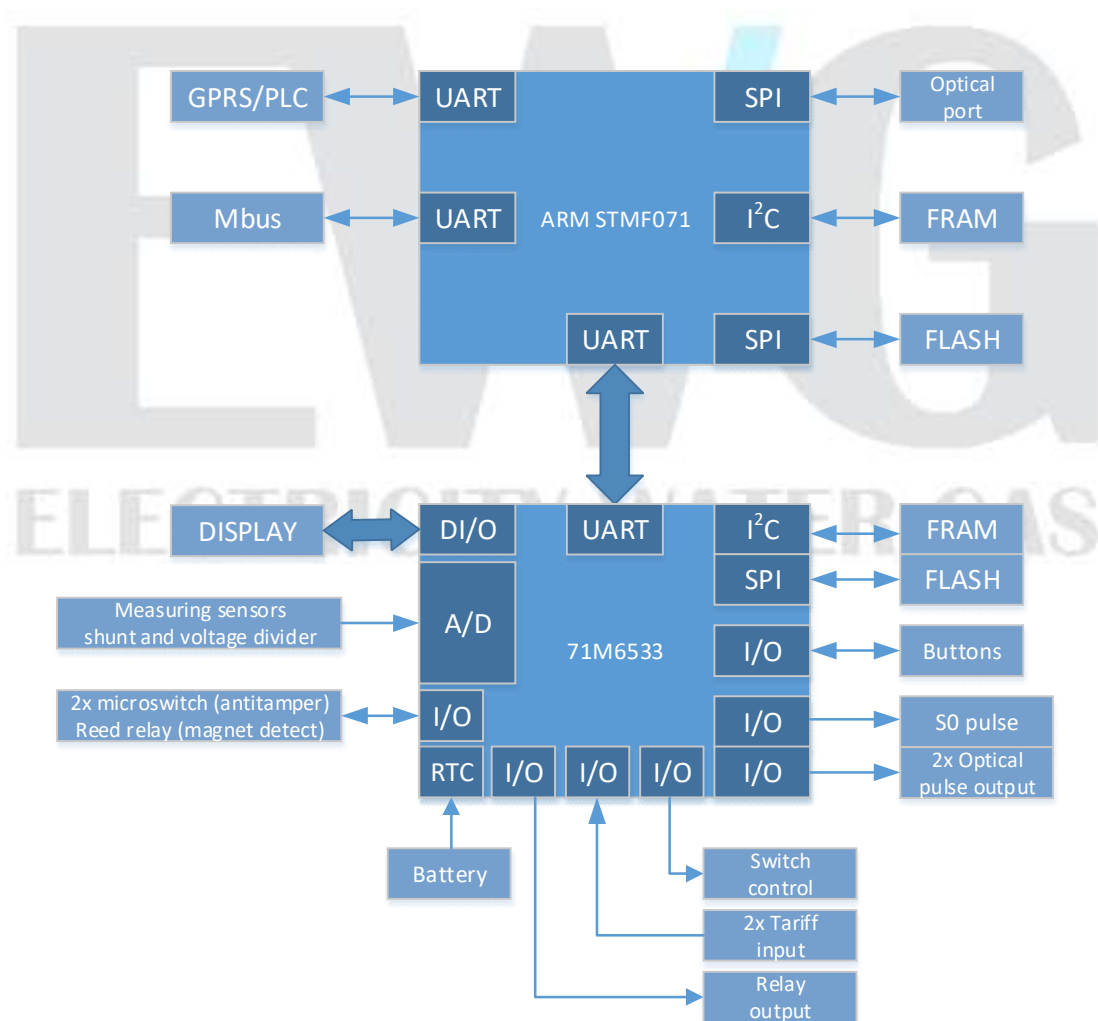 EWG
GPRS/PLC
UART
SPI
Optical
port
Mbus
UART
ARM STMF071
I²C
FRAM
UART
SPI
FLASH
ELECTRICITY WATER GAS
DISPLAY
DI/O
UART
I²C
FRAM
SPI
FLASH
Measuring sensors
shunt and voltage divider
A/D
71M6533
I/O
Buttons
2x microswitch (antitamper)
Reed relay (magnet detect)
I/O
I/O
S0 pulse
RTC
I/O
I/O
I/O
I/O
2x Optical
pulse output
Battery
Switch
control
2x Tariff
input
Relay
output